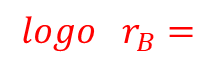 logo r_B =